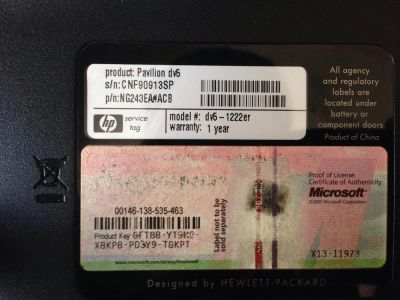 product: Pavilion dv6
s/n: CNF90913SP
p/n: NG243EA#ACB
hp
service
tag
model #: dv6-1222er
warranty: 1 year
All agency
and regulatory
labels are
located under
battery or
component doors
Product of China
Proof of License
Certificate of Authenticity
Microsoft
X13-11973
00146-138-535-463
Product Key:
X8KP8-PD3Y9-TGKPT
Label not to be
sold separately
Designed by HEWLETT-PACKARD